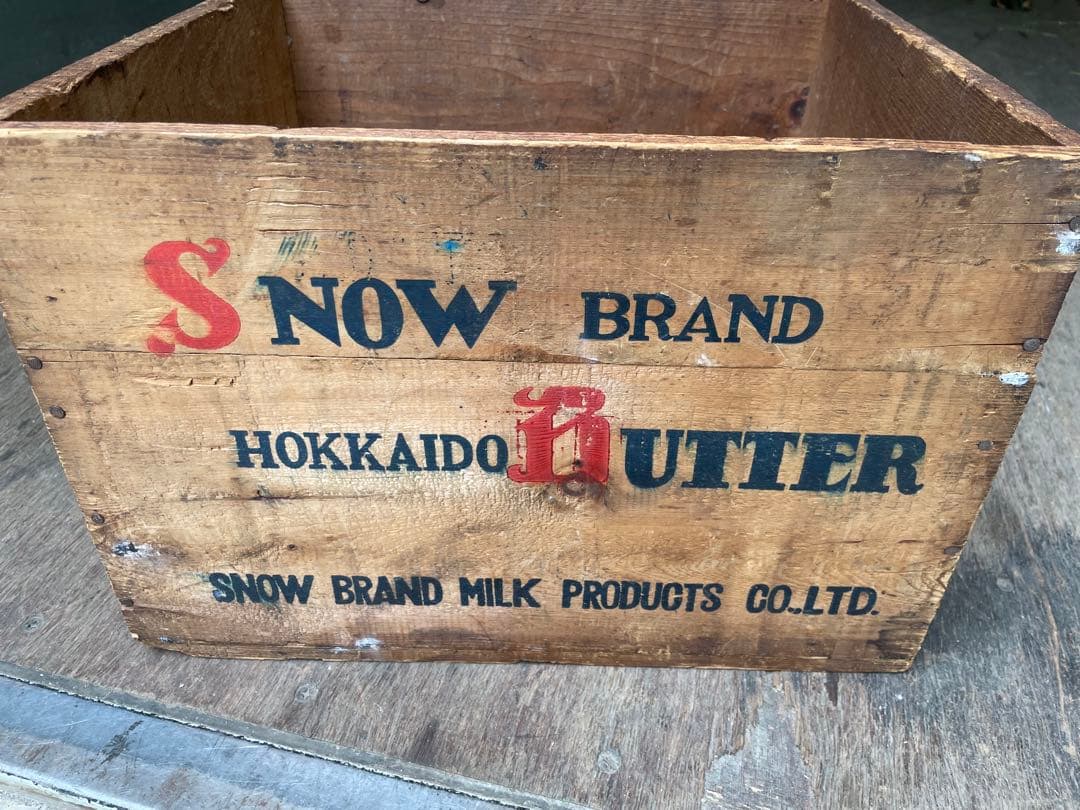 SNOW BRAND
HOKKAIDO BUTTER
SNOW BRAND MILK PRODUCTS CO.,LTD.